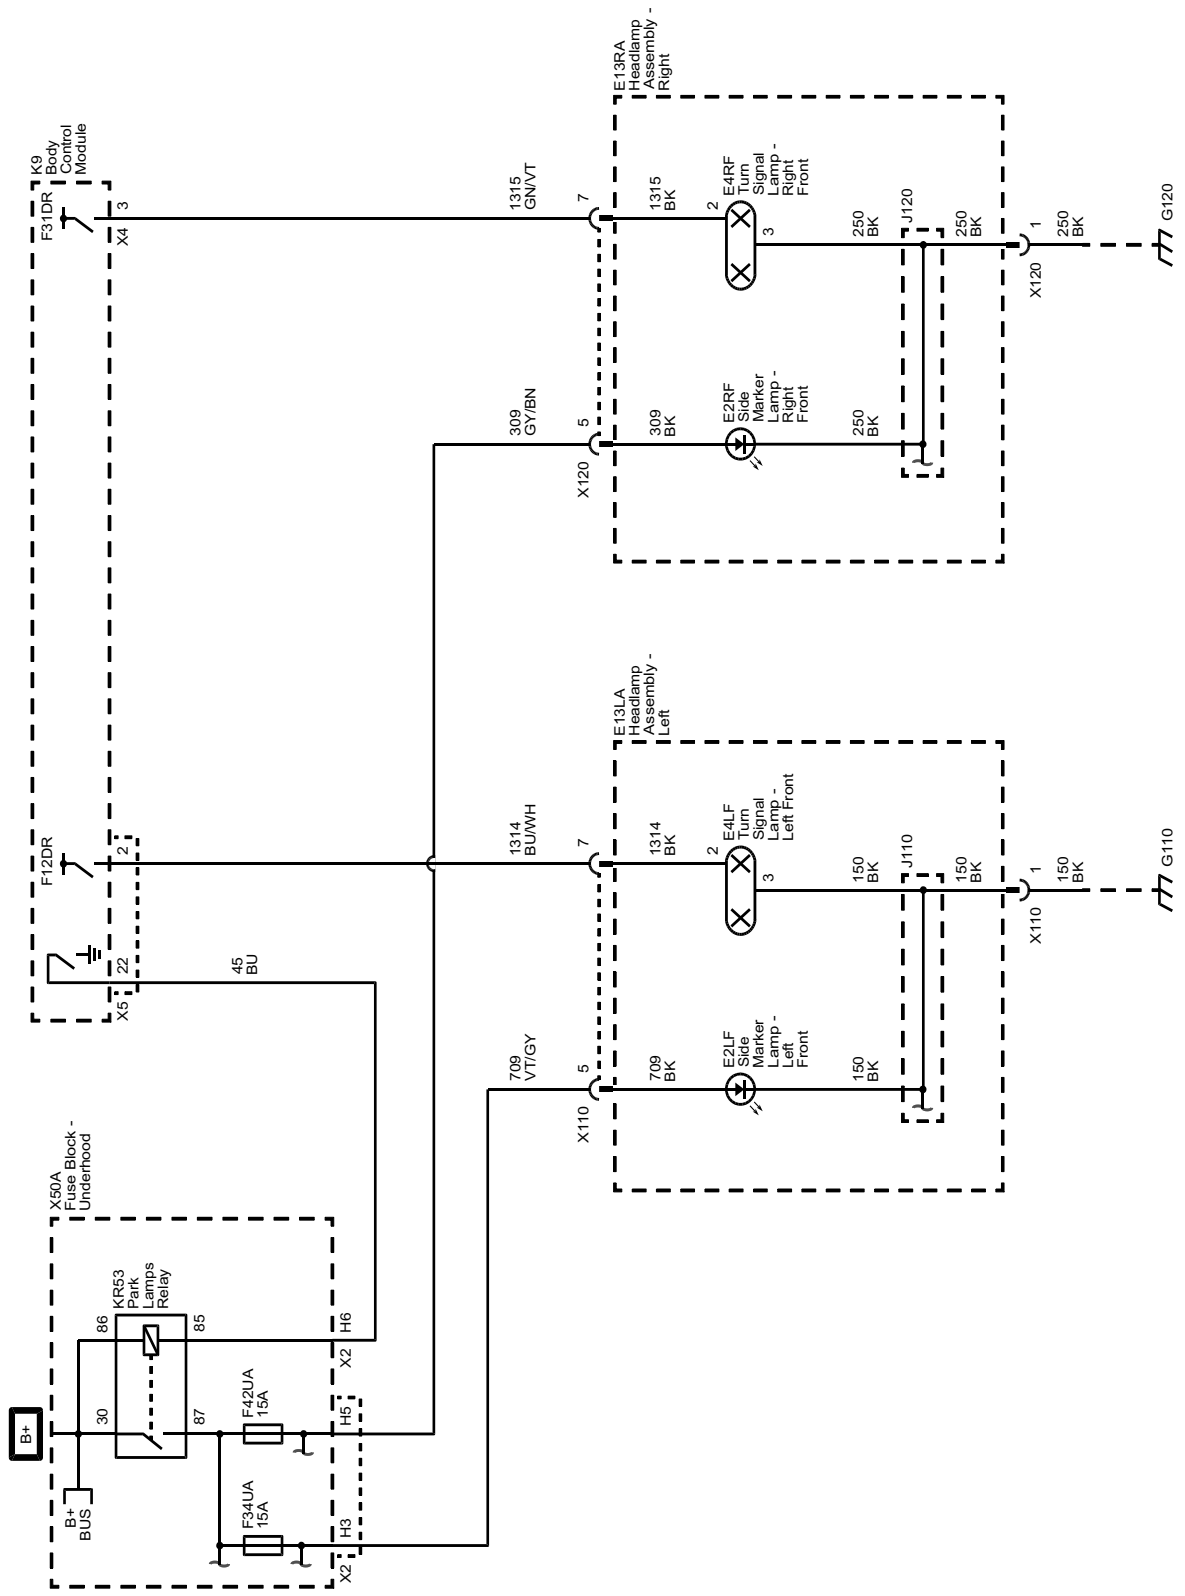 K9
Body
Control
Module
F12DR
F31DR
X5
22
2
X4
3
45
BU
1314
BU/WH
1315
GN/VT
B+
X50A
Fuse Block -
Underhood
B+
BUS
KR53
Park
Lamps
Relay
30
86
87
85
F34UA
15A
F42UA
15A
X2
H3
H5
X2
H6
709
VT/GY
309
GY/BN
X110
5
7
X120
5
7
E13LA
Headlamp
Assembly -
Left
709
BK
1314
BK
E2LF
Side
Marker
Lamp -
Left
Front
2
E4LF
Turn
Signal
Lamp -
Left Front
3
150
BK
150
BK
J110
150
BK
X110
1
150
BK
G110
E13RA
Headlamp
Assembly -
Right
309
BK
1315
BK
E2RF
Side
Marker
Lamp -
Right
Front
2
E4RF
Turn
Signal
Lamp -
Right
Front
3
250
BK
250
BK
J120
250
BK
X120
1
250
BK
G120